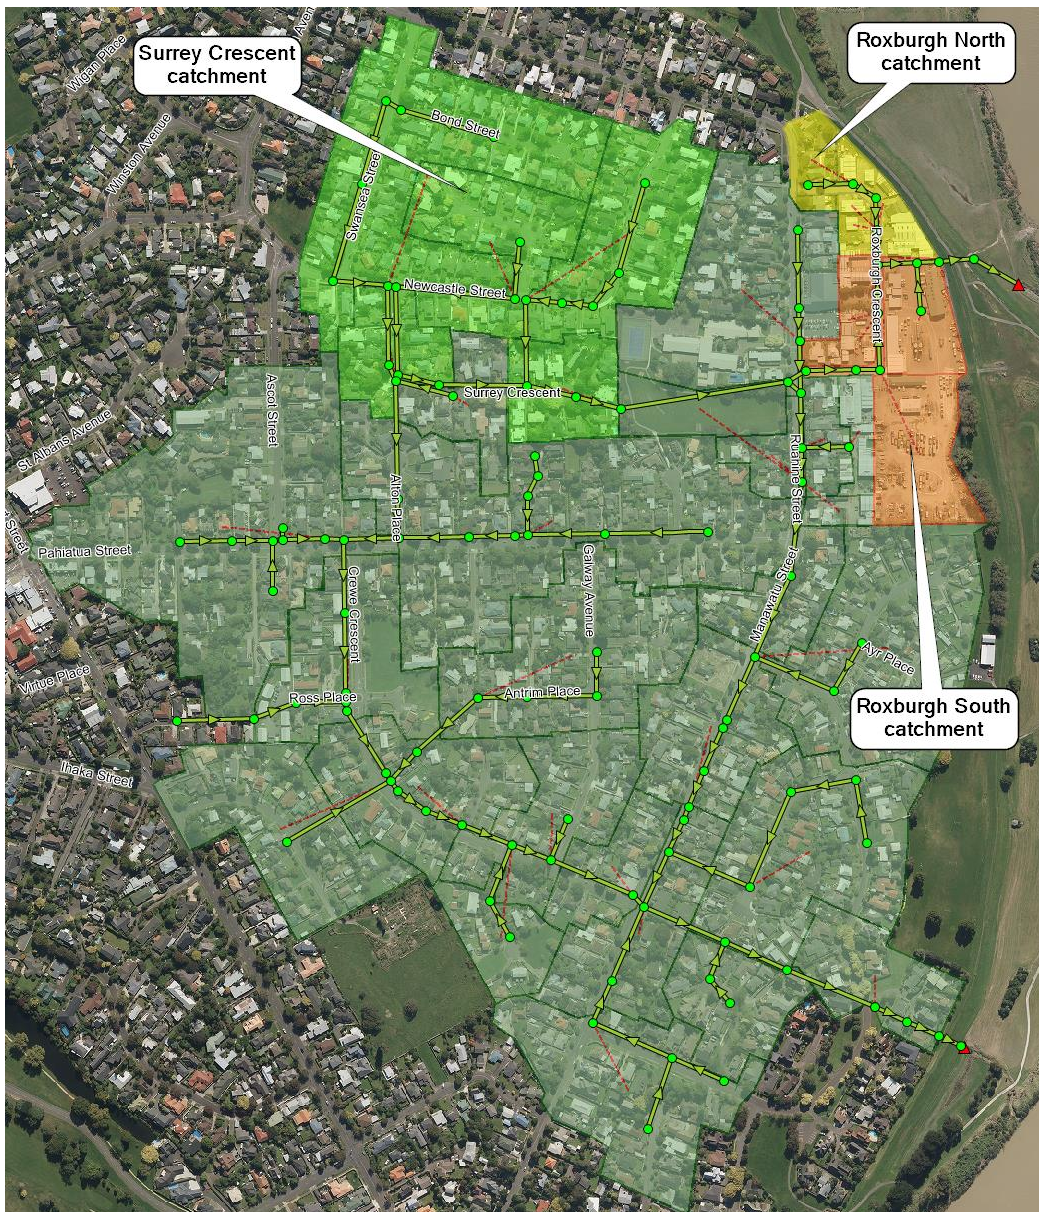 Surrey Crescent
catchment
Roxburgh North
catchment
Wigan Place
Aven
Winston Avenue
Bond Street
Swansea Street
Roxburgh Crescent
Newcastle Street
Surrey Crescent
Ascot Street
St Albans Avenue
Street
Alton Place
Ruahine Street
Pahiatua Street
Crewe Crescent
Galway Avenue
Manawatu Street
Ayr Place
Virtue Place
Ross Place
Antrim Place
Roxburgh South
catchment
Ihaka Street